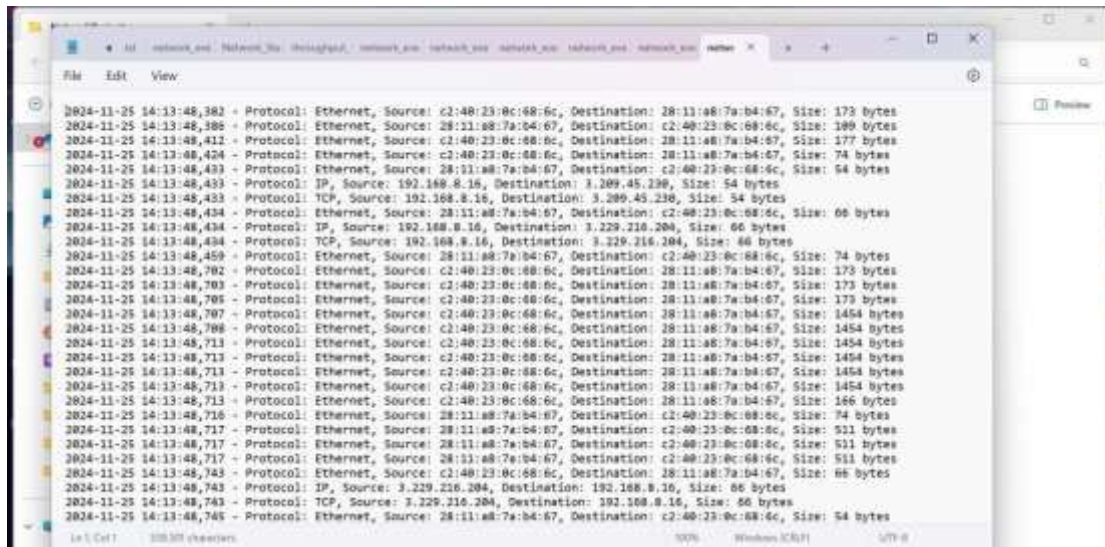 File Edit View
Preview
2024-11-25 14:13:48,382 - Protocol: Ethernet, Source: c2:40:23:0c:68:6c, Destination: 28:11:a8:7a:b4:67, Size: 173 bytes
2024-11-25 14:13:48,386 - Protocol: Ethernet, Source: 28:11:a8:7a:b4:67, Destination: c2:40:23:0c:68:6c, Size: 109 bytes
2024-11-25 14:13:48,412 - Protocol: Ethernet, Source: c2:40:23:0c:68:6c, Destination: 28:11:a8:7a:b4:67, Size: 177 bytes
2024-11-25 14:13:48,424 - Protocol: Ethernet, Source: c2:40:23:0c:68:6c, Destination: 28:11:a8:7a:b4:67, Size: 74 bytes
2024-11-25 14:13:48,433 - Protocol: Ethernet, Source: 28:11:a8:7a:b4:67, Destination: c2:40:23:0c:68:6c, Size: 54 bytes
2024-11-25 14:13:48,433 - Protocol: IP, Source: 192.168.8.16, Destination: 3.209.45.230, Size: 54 bytes
2024-11-25 14:13:48,433 - Protocol: TCP, Source: 192.168.8.16, Destination: 3.209.45.230, Size: 54 bytes
2024-11-25 14:13:48,434 - Protocol: Ethernet, Source: 28:11:a8:7a:b4:67, Destination: c2:40:23:0c:68:6c, Size: 66 bytes
2024-11-25 14:13:48,434 - Protocol: IP, Source: 192.168.8.16, Destination: 3.229.216.204, Size: 66 bytes
2024-11-25 14:13:48,434 - Protocol: TCP, Source: 192.168.8.16, Destination: 3.229.216.204, Size: 66 bytes
2024-11-25 14:13:48,459 - Protocol: Ethernet, Source: 28:11:a8:7a:b4:67, Destination: c2:40:23:0c:68:6c, Size: 74 bytes
2024-11-25 14:13:48,702 - Protocol: Ethernet, Source: c2:40:23:0c:68:6c, Destination: 28:11:a8:7a:b4:67, Size: 173 bytes
2024-11-25 14:13:48,703 - Protocol: Ethernet, Source: c2:40:23:0c:68:6c, Destination: 28:11:a8:7a:b4:67, Size: 173 bytes
2024-11-25 14:13:48,705 - Protocol: Ethernet, Source: c2:40:23:0c:68:6c, Destination: 28:11:a8:7a:b4:67, Size: 173 bytes
2024-11-25 14:13:48,707 - Protocol: Ethernet, Source: c2:40:23:0c:68:6c, Destination: 28:11:a8:7a:b4:67, Size: 1454 bytes
2024-11-25 14:13:48,708 - Protocol: Ethernet, Source: c2:40:23:0c:68:6c, Destination: 28:11:a8:7a:b4:67, Size: 1454 bytes
2024-11-25 14:13:48,713 - Protocol: Ethernet, Source: c2:40:23:0c:68:6c, Destination: 28:11:a8:7a:b4:67, Size: 1454 bytes
2024-11-25 14:13:48,713 - Protocol: Ethernet, Source: c2:40:23:0c:68:6c, Destination: 28:11:a8:7a:b4:67, Size: 1454 bytes
2024-11-25 14:13:48,713 - Protocol: Ethernet, Source: c2:40:23:0c:68:6c, Destination: 28:11:a8:7a:b4:67, Size: 1454 bytes
2024-11-25 14:13:48,713 - Protocol: Ethernet, Source: c2:40:23:0c:68:6c, Destination: 28:11:a8:7a:b4:67, Size: 1454 bytes
2024-11-25 14:13:48,713 - Protocol: Ethernet, Source: c2:40:23:0c:68:6c, Destination: 28:11:a8:7a:b4:67, Size: 166 bytes
2024-11-25 14:13:48,716 - Protocol: Ethernet, Source: 28:11:a8:7a:b4:67, Destination: c2:40:23:0c:68:6c, Size: 74 bytes
2024-11-25 14:13:48,717 - Protocol: Ethernet, Source: 28:11:a8:7a:b4:67, Destination: c2:40:23:0c:68:6c, Size: 511 bytes
2024-11-25 14:13:48,717 - Protocol: Ethernet, Source: 28:11:a8:7a:b4:67, Destination: c2:40:23:0c:68:6c, Size: 511 bytes
2024-11-25 14:13:48,717 - Protocol: Ethernet, Source: 28:11:a8:7a:b4:67, Destination: c2:40:23:0c:68:6c, Size: 511 bytes
2024-11-25 14:13:48,743 - Protocol: Ethernet, Source: c2:40:23:0c:68:6c, Destination: 28:11:a8:7a:b4:67, Size: 66 bytes
2024-11-25 14:13:48,743 - Protocol: IP, Source: 3.229.216.204, Destination: 192.168.8.16, Size: 66 bytes
2024-11-25 14:13:48,743 - Protocol: TCP, Source: 3.229.216.204, Destination: 192.168.8.16, Size: 66 bytes
2024-11-25 14:13:48,745 - Protocol: Ethernet, Source: 28:11:a8:7a:b4:67, Destination: c2:40:23:0c:68:6c, Size: 54 bytes
Ln 1, Col 1 characters 100% Windows (CRLF) UTF-8